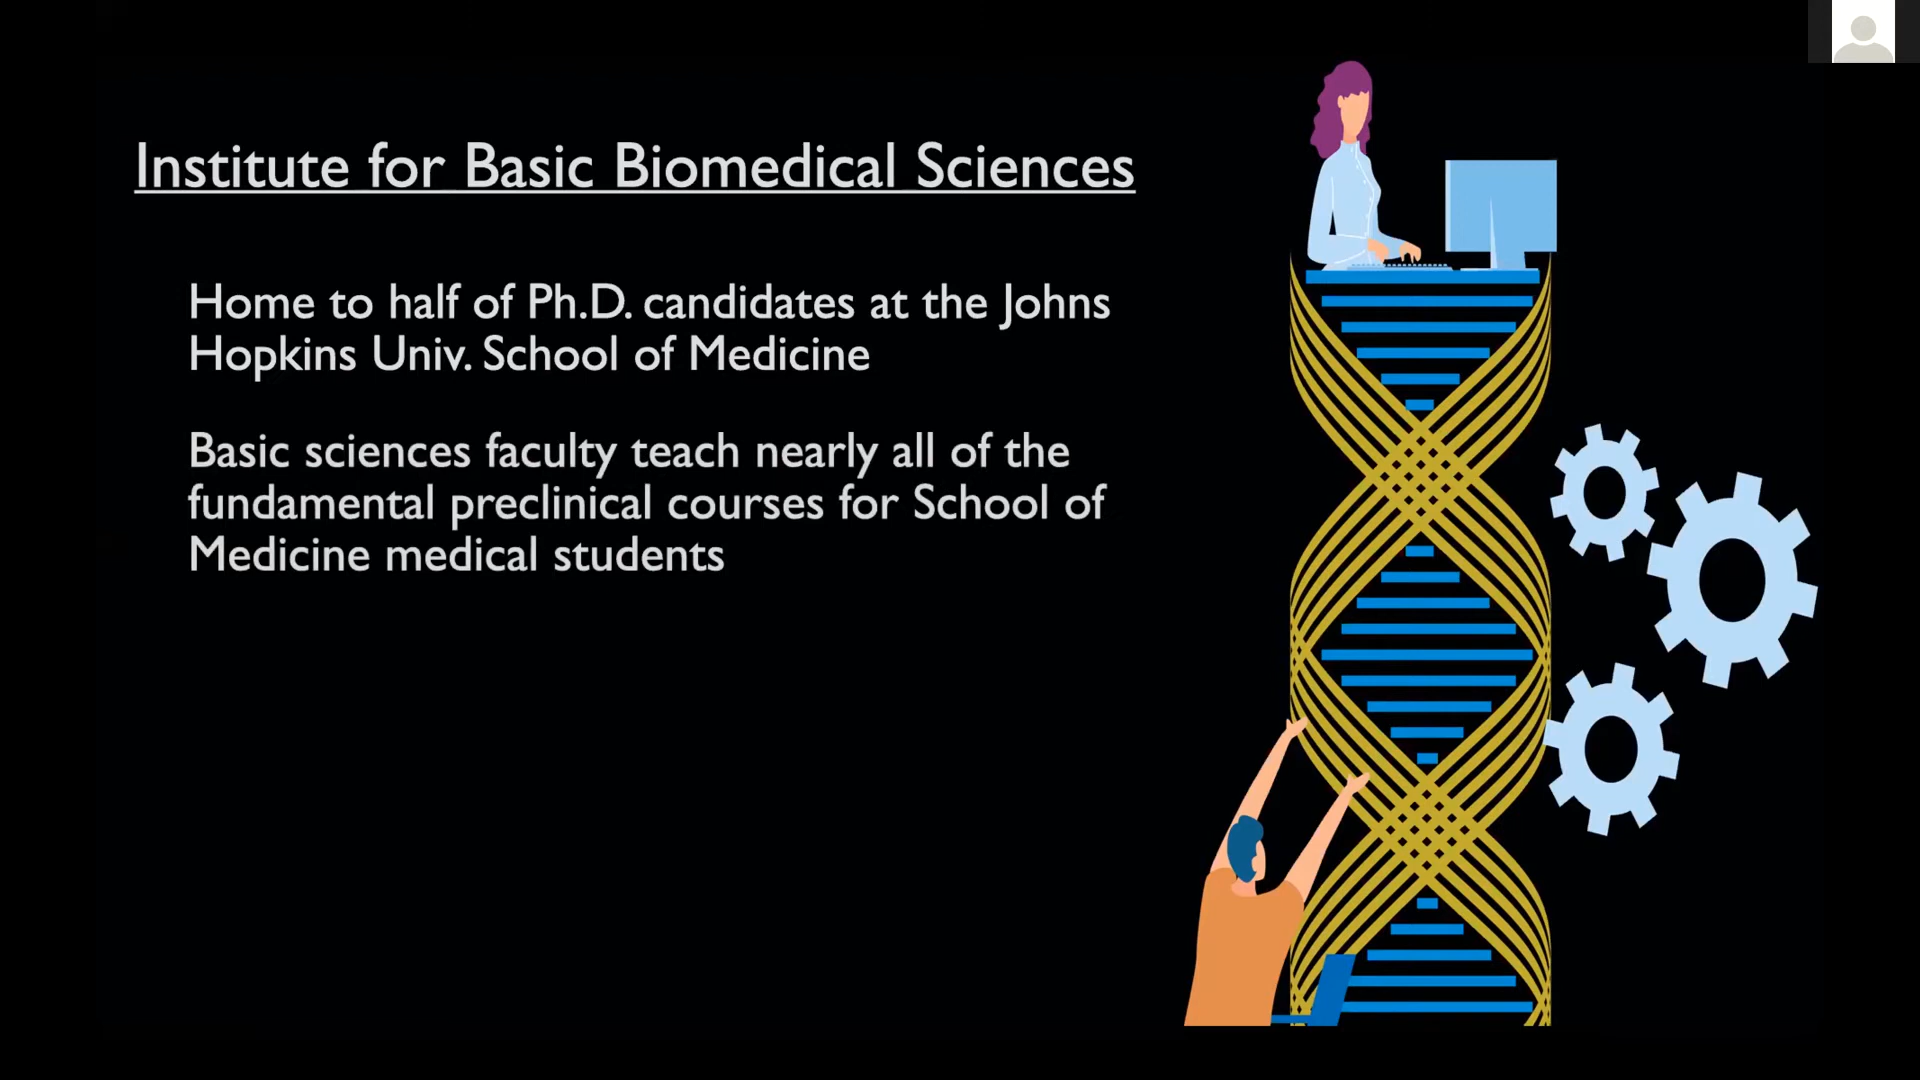 Institute for Basic Biomedical Sciences
Home to half of Ph.D. candidates at the Johns
Hopkins Univ. School of Medicine
Basic sciences faculty teach nearly all of the
fundamental preclinical courses for School of
Medicine medical students